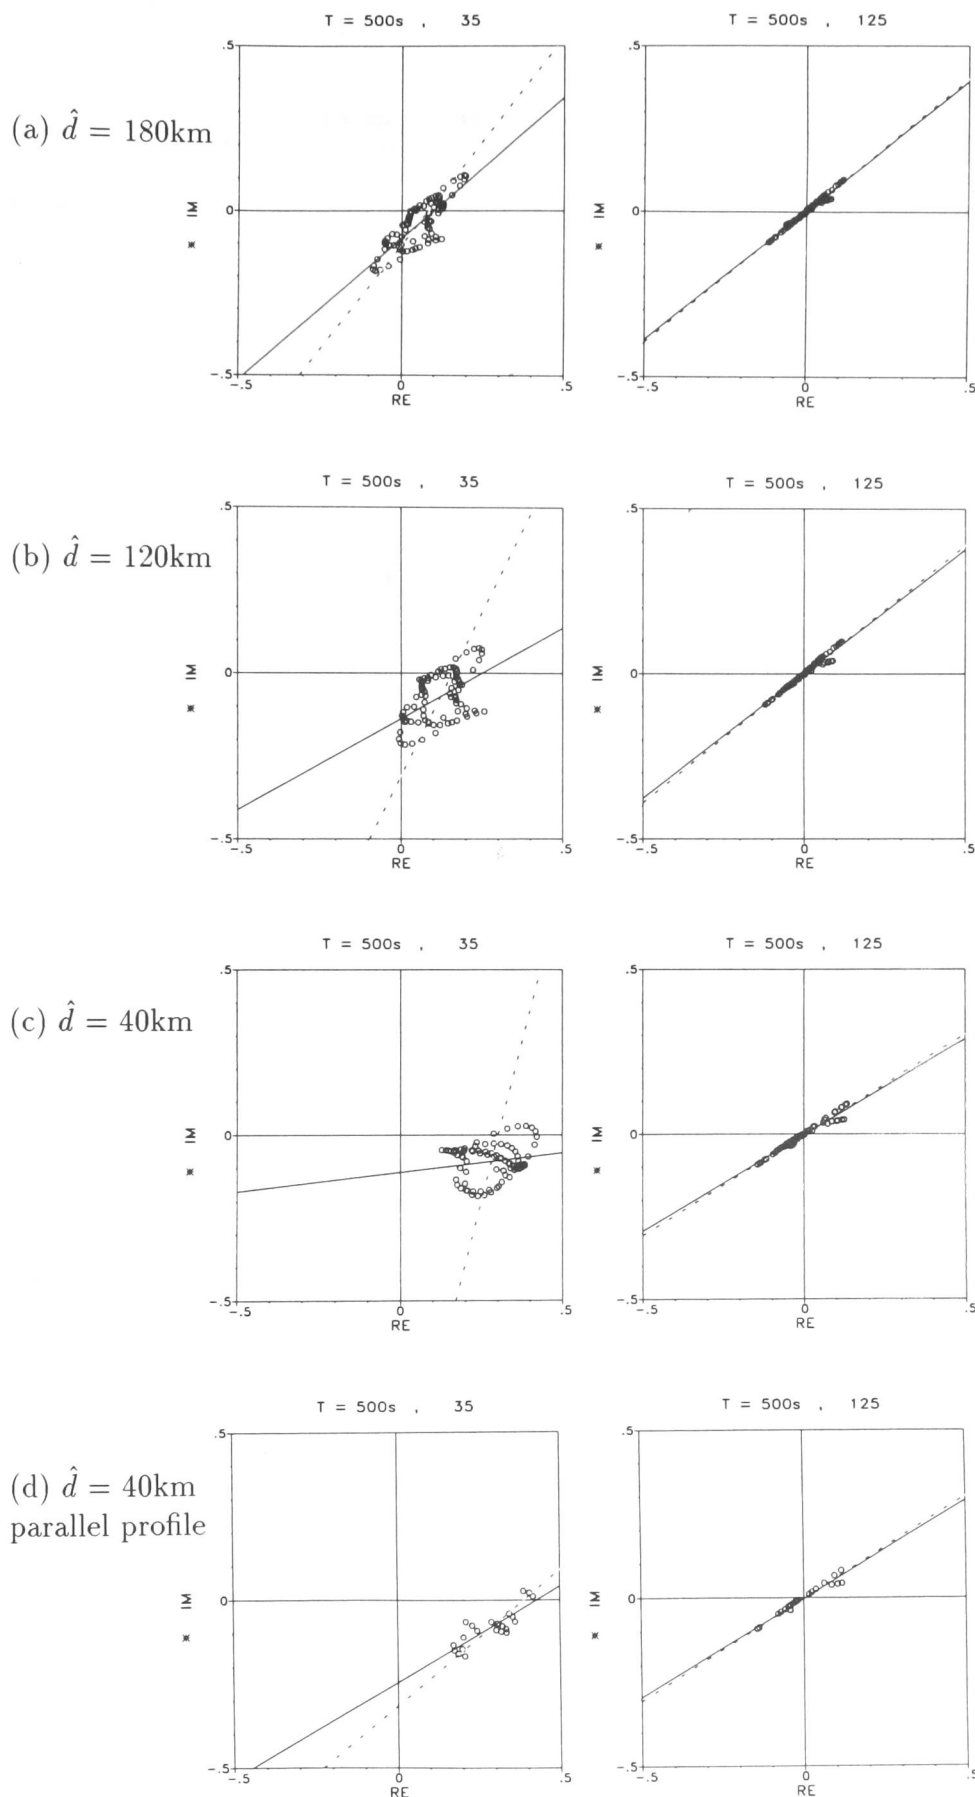 T = 500s , 35
T = 500s , 125
(a) d̂ = 180km
.5
.5
IM
*
0
IM
*
0
-.5
-.5
0
.5
-.5
-.5
0
.5
RE
RE
T = 500s , 35
T = 500s , 125
(b) d̂ = 120km
.5
.5
IM
*
0
IM
*
0
-.5
-.5
0
.5
-.5
-.5
0
.5
RE
RE
T = 500s , 35
T = 500s , 125
(c) d̂ = 40km
.5
.5
IM
*
0
IM
*
0
-.5
-.5
0
.5
-.5
-.5
0
.5
RE
RE
T = 500s , 35
T = 500s , 125
(d) d̂ = 40km
parallel profile
.5
.5
IM
*
0
IM
*
0
-.5
-.5
0
.5
-.5
-.5
0
.5
RE
RE